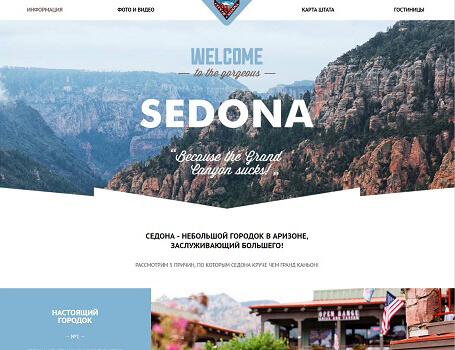 ИНФОРМАЦИЯ
ФОТО И ВИДЕО
КАРТА ШТАТА
ГОСТИНИЦЫ
WELCOME
to the gorgeous
SEDONA
“Because the Grand
Canyon sucks!„
СЕДОНА - НЕБОЛЬШОЙ ГОРОДОК В АРИЗОНЕ,
ЗАСЛУЖИВАЮЩИЙ БОЛЬШЕГО!
РАССМОТРИМ 5 ПРИЧИН, ПО КОТОРЫМ СЕДОНА КРУЧЕ ЧЕМ ГРАНД КАНЬОН!
НАСТОЯЩИЙ
ГОРОДОК
— №1 —
OPEN RANGE